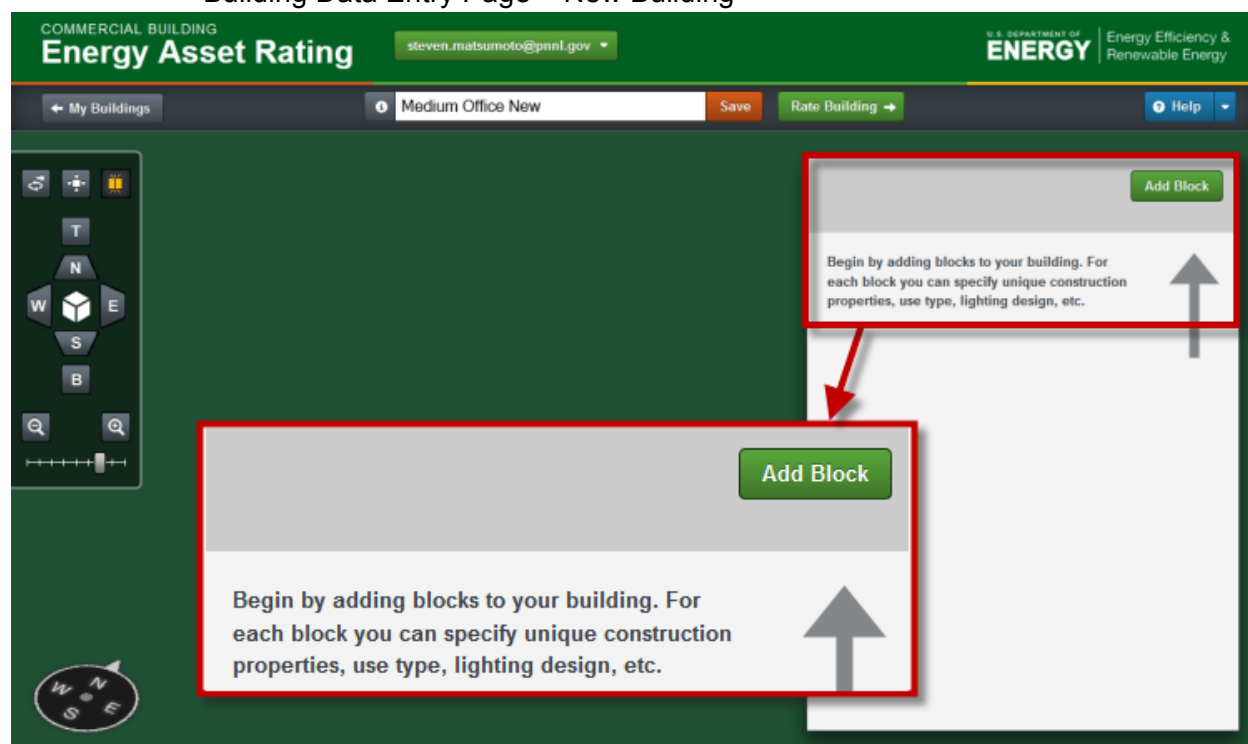 Building Data Entry Page – New Building
COMMERCIAL BUILDING
Energy Asset Rating
steven.matsumoto@pnnl.gov
U.S. DEPARTMENT OF
ENERGY
Energy Efficiency &
Renewable Energy
My Buildings
Medium Office New
Save
Rate Building
Help
T
N
W
E
S
B
Add Block
Begin by adding blocks to your building. For
each block you can specify unique construction
properties, use type, lighting design, etc.
Add Block
Begin by adding blocks to your building. For
each block you can specify unique construction
properties, use type, lighting design, etc.
W N
S E